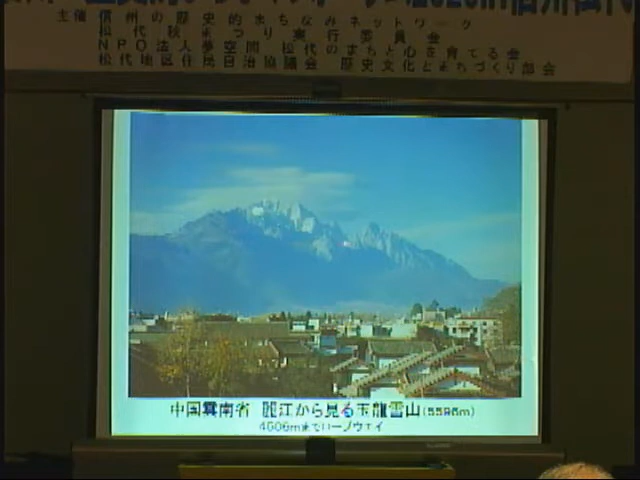 主催 信州の歴史的まちなみネットワーク
松代秋まつり実行委員会
NPO法人夢空間 松代のまちと心を育てる会
松代地区住民自治協議会 歴史文化とまちづくり部会
中国雲南省 麗江から見る玉龍雪山(5596m)
4506mまでロープウェイ